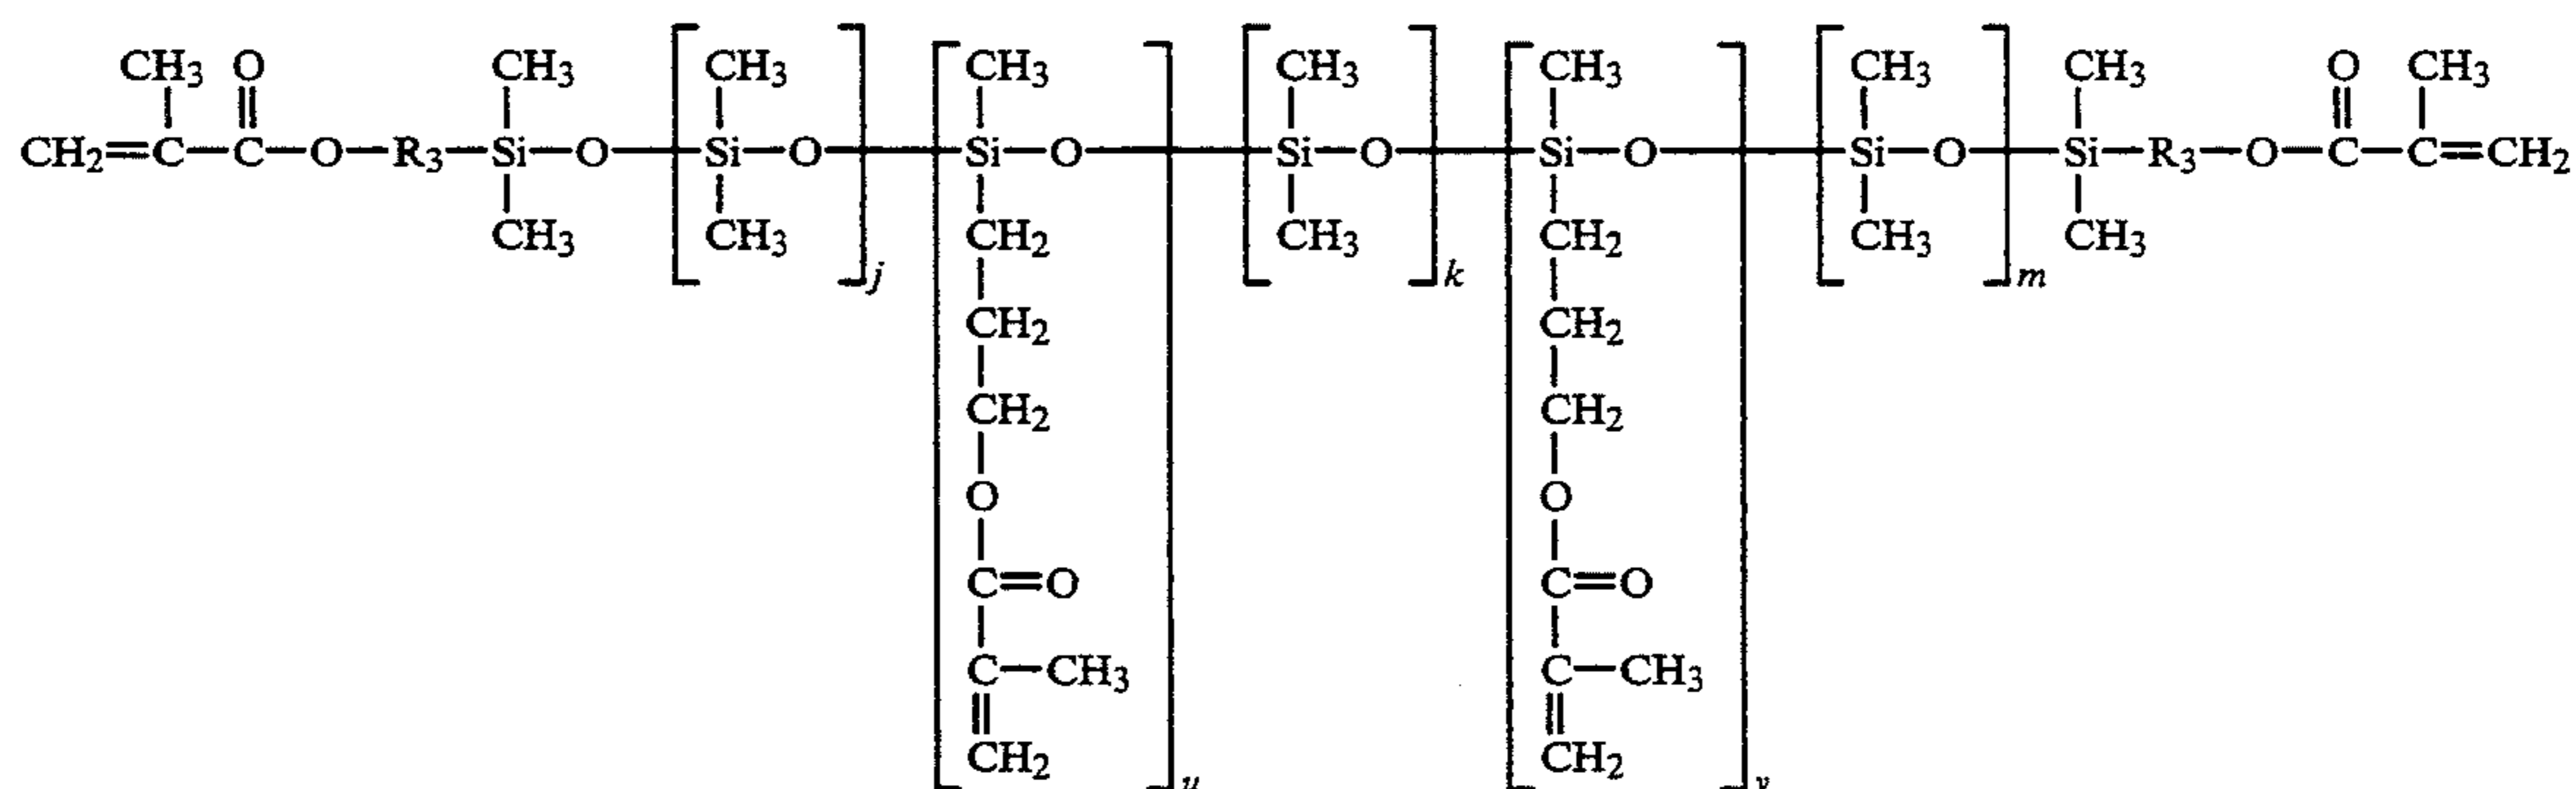 CH3 O CH3 CH3 CH3 CH3 CH3 CH3 CH3 O CH3
CH2=C—C—O—R3—Si—O—Si—O—Si—O—Si—O—Si—O—Si—O—Si—R3—O—C—C=CH2
CH3 CH3 CH2 CH3 CH2 CH3 CH3
j k m
CH2 CH2
CH2 CH2
O O
C=O C=O
C—CH3 C—CH3
CH2 CH2